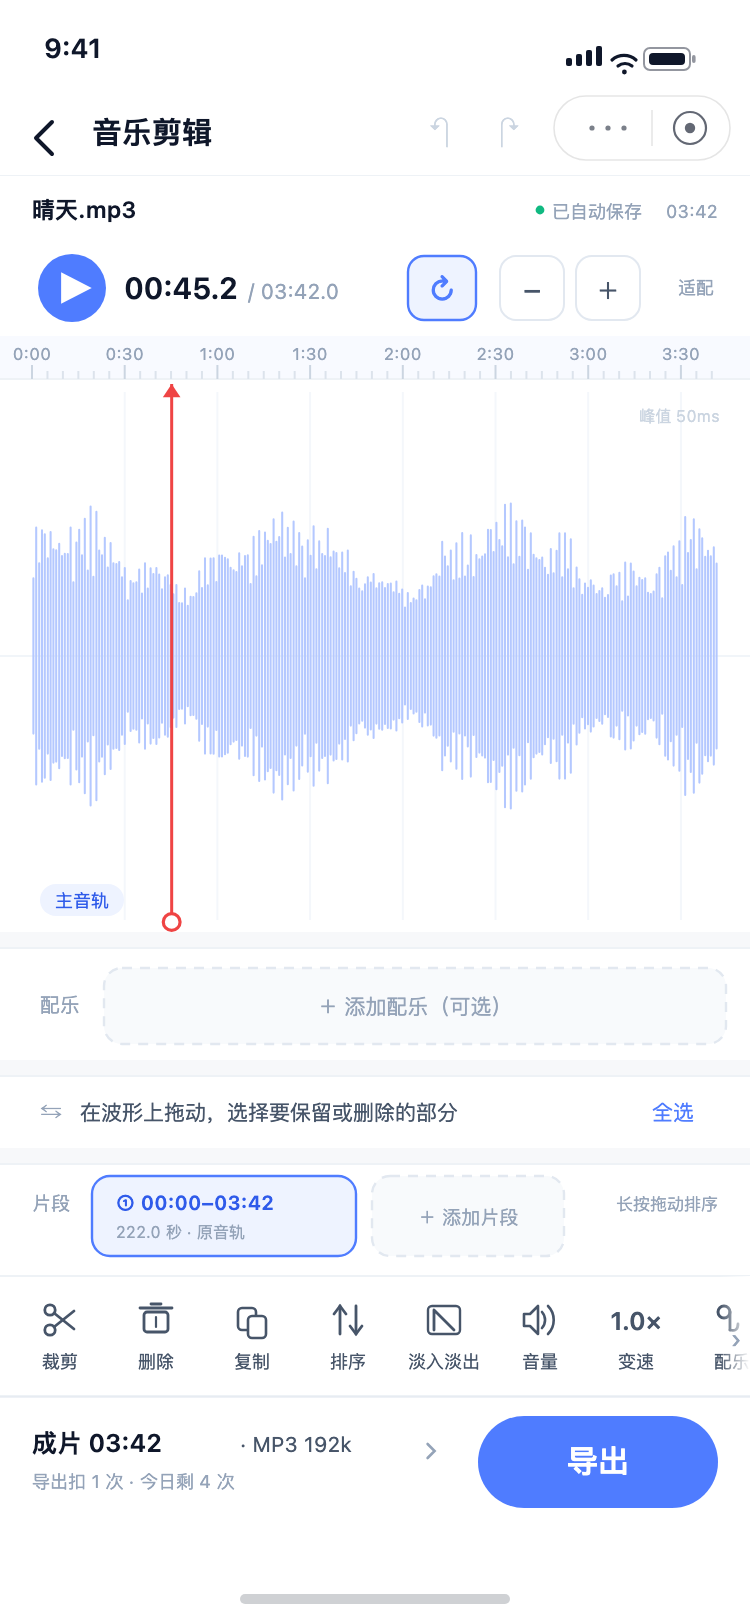 9:41
音乐剪辑
晴天.mp3
已自动保存 03:42
00:45.2 / 03:42.0
− + 适配
0:00 0:30 1:00 1:30 2:00 2:30 3:00 3:30
峰值 50ms
主音轨
配乐 + 添加配乐（可选）
在波形上拖动，选择要保留或删除的部分 全选
片段 ① 00:00–03:42 + 添加片段 长按拖动排序
222.0 秒 · 原音轨
1.0×
裁剪 删除 复制 排序 淡入淡出 音量 变速 配乐
成片 03:42 · MP3 192k
导出扣 1 次 · 今日剩 4 次
导出